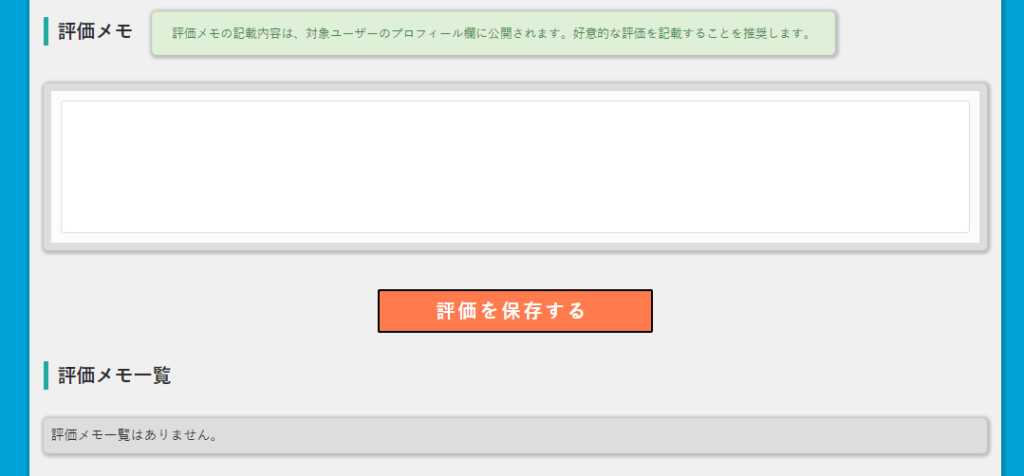 評価メモ
評価メモの記載内容は、対象ユーザーのプロフィール欄に公開されます。好意的な評価を記載することを推奨します。
評価を保存する
評価メモ一覧
評価メモ一覧はありません。